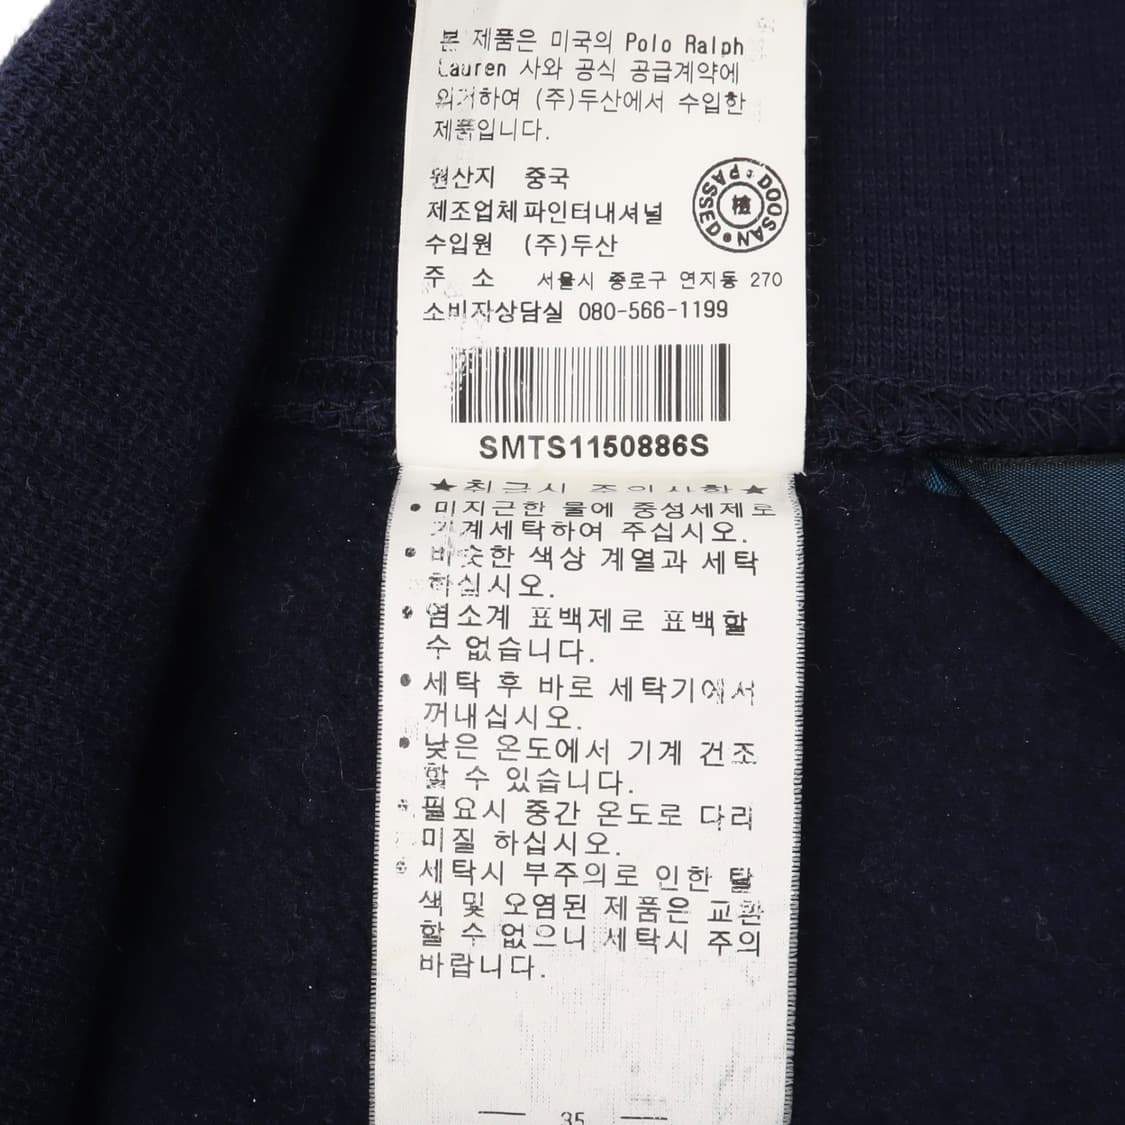 본 제품은 미국의 Polo Ralph
Lauren 사와 공식 공급계약에
의거하여 (주)두산에서 수입한
제품입니다.
원산지 중국
제조업체 파인터내셔널
수입원 (주)두산
주 소 서울시 종로구 연지동 270
소비자상담실 080-566-1199
DOOSAN PASSED 檢
SMTS1150886S
★취급시 주의사항★
• 미지근한 물에 중성세제로
기계세탁하여 주십시오.
• 비슷한 색상 계열과 세탁
하십시오.
• 염소계 표백제로 표백할
수 없습니다.
• 세탁 후 바로 세탁기에서
꺼내십시오.
• 낮은 온도에서 기계 건조
할 수 있습니다.
• 필요시 중간 온도로 다리
미질 하십시오.
• 세탁시 부주의로 인한 탈
색 및 오염된 제품은 교환
할 수 없으니 세탁시 주의
바랍니다.
— 35 —